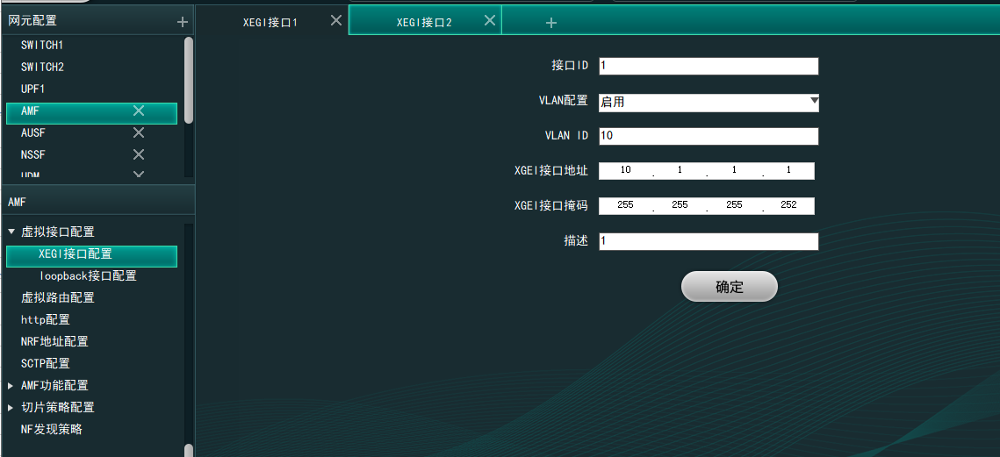 网元配置
SWITCH1
SWITCH2
UPF1
AMF
AUSF
NSSF
UDM
AMF
虚拟接口配置
XEGI接口配置
loopback接口配置
虚拟路由配置
http配置
NRF地址配置
SCTP配置
AMF功能配置
切片策略配置
NF发现策略
XEGI接口1
XEGI接口2
接口ID 1
VLAN配置 启用
VLAN ID 10
XGEI接口地址 10 . 1 . 1 . 1
XGEI接口掩码 255 . 255 . 255 . 252
描述 1
确定